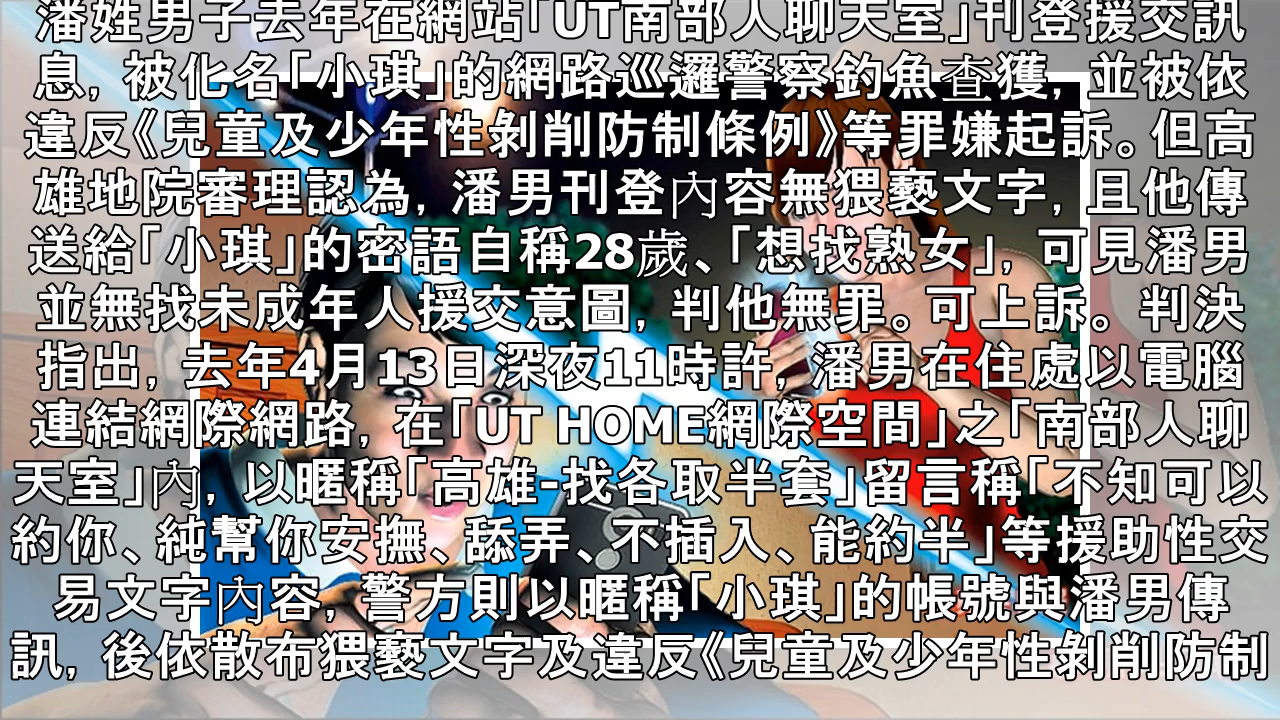 潘姓男子去年在網站「UT南部人聊天室」刊登援交訊
息, 被化名「小琪」的網路巡邏警察釣魚查獲, 並被依
違反《兒童及少年性剝削防制條例》等罪嫌起訴。但高
雄地院審理認為, 潘男刊登內容無猥褻文字, 且他傳
送給「小琪」的密語自稱28歲、「想找熟女」, 可見潘男
並無找未成年人援交意圖, 判他無罪。可上訴。 判決
指出, 去年4月13日深夜11時許, 潘男在住處以電腦
連結網際網路, 在「UT HOME網際空間」之「南部人聊
天室」內, 以暱稱「高雄-找各取半套」留言稱「不知可以
約你、純幫你安撫、舔弄、不插入、能約半」等援助性交
易文字內容, 警方則以暱稱「小琪」的帳號與潘男傳
訊, 後依散布猥褻文字及違反《兒童及少年性剝削防制